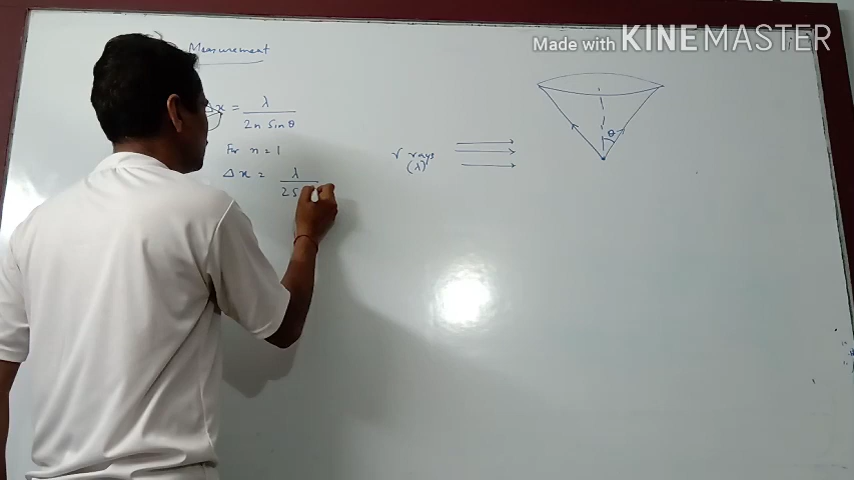 Made with KINEMASTER
Measurement
Δx = λ / 2n sinθ
For n = 1
Δx = λ / 2S
γ rays
(λ)
θ